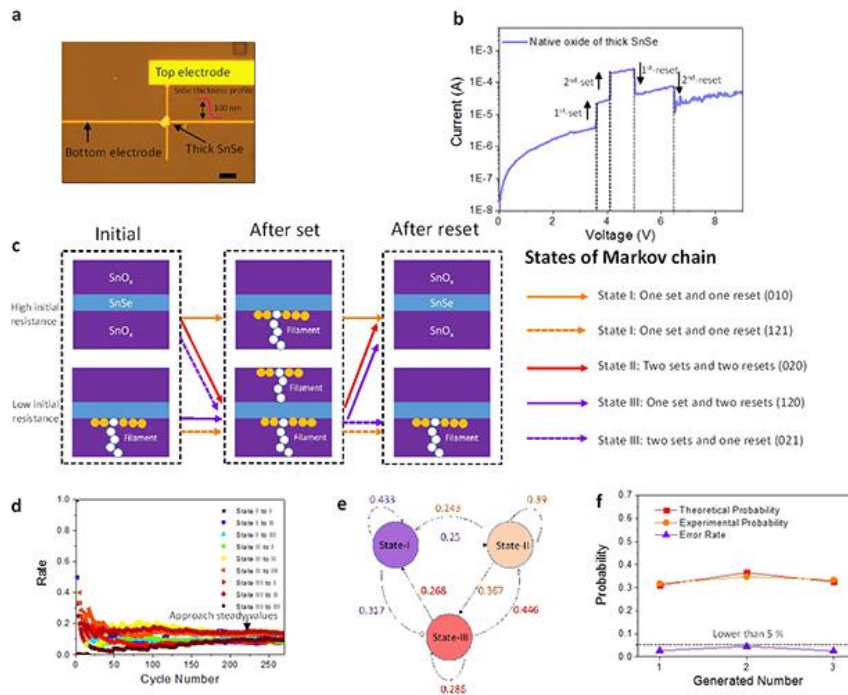 a
Top electrode
SnSe thickness profile
100 nm
Bottom electrode
Thick SnSe
b
Native oxide of thick SnSe
Current (A)
1E-3
1E-4
1E-5
1E-6
1E-7
1E-8
2nd-set
1st-reset
2nd-reset
1st-set
0 2 4 6 8
Voltage (V)
c
Initial
After set
After reset
High initial resistance
SnOx
SnSe
SnOx
Filament
SnOx
SnSe
SnOx
Low initial resistance
Filament
Filament
Filament
Filament
States of Markov chain
State I: One set and one reset (010)
State I: One set and one reset (121)
State II: Two sets and two resets (020)
State III: One set and two resets (120)
State III: two sets and one reset (021)
d
Rate
1.0
0.8
0.6
0.4
0.2
0.0
State I to I
State I to II
State I to III
State II to I
State II to II
State II to III
State III to I
State III to II
State III to III
Approach steady values
0 50 100 150 200 250
Cycle Number
e
0.433
0.243
0.39
State-I
0.25
State-II
0.268
0.367
0.317
0.446
State-III
0.286
f
Probability
0.7
0.6
0.5
0.4
0.3
0.2
0.1
0.0
Theoretical Probability
Experimental Probability
Error Rate
Lower than 5 %
1 2 3
Generated Number